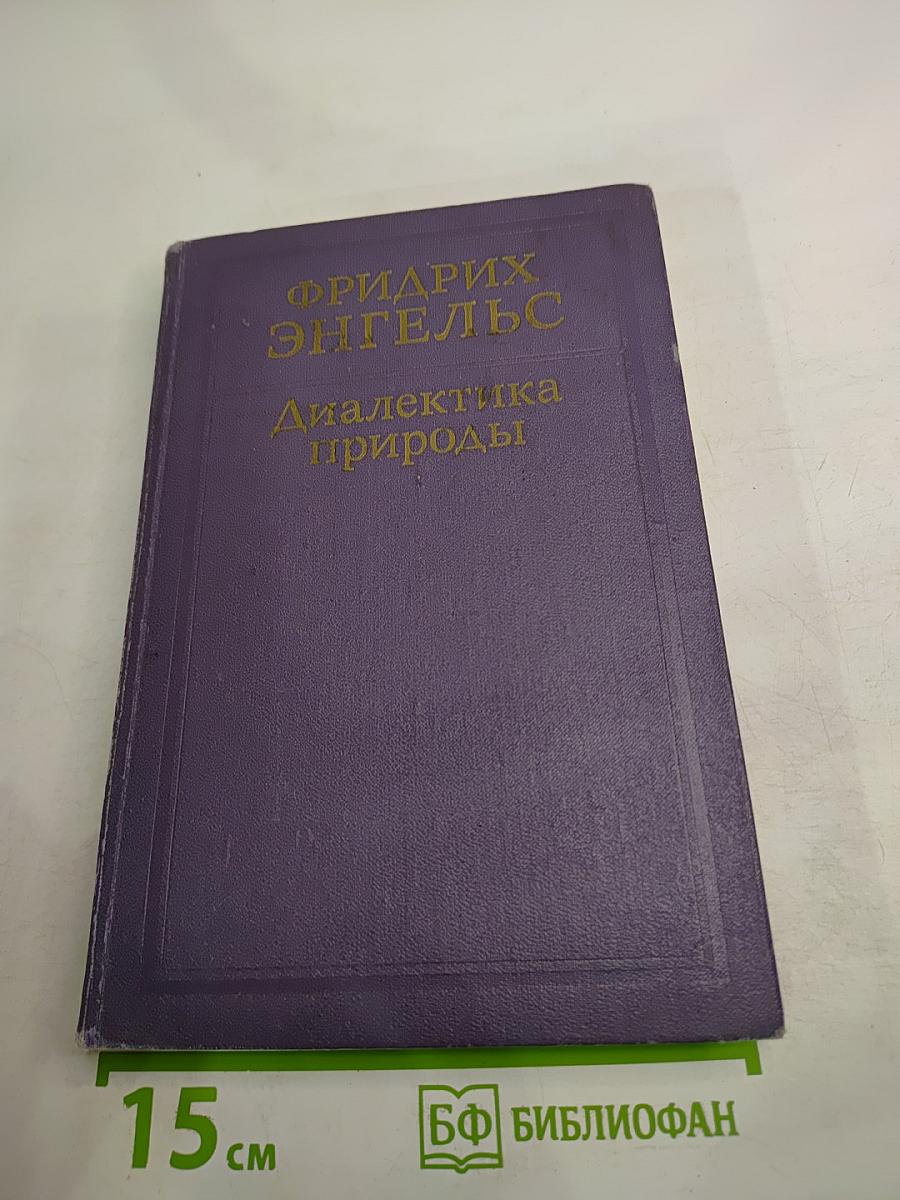 ФРИДРИХ
ЭНГЕЛЬС
Диалектика
природы
15 см
БФ БИБЛИОФАН